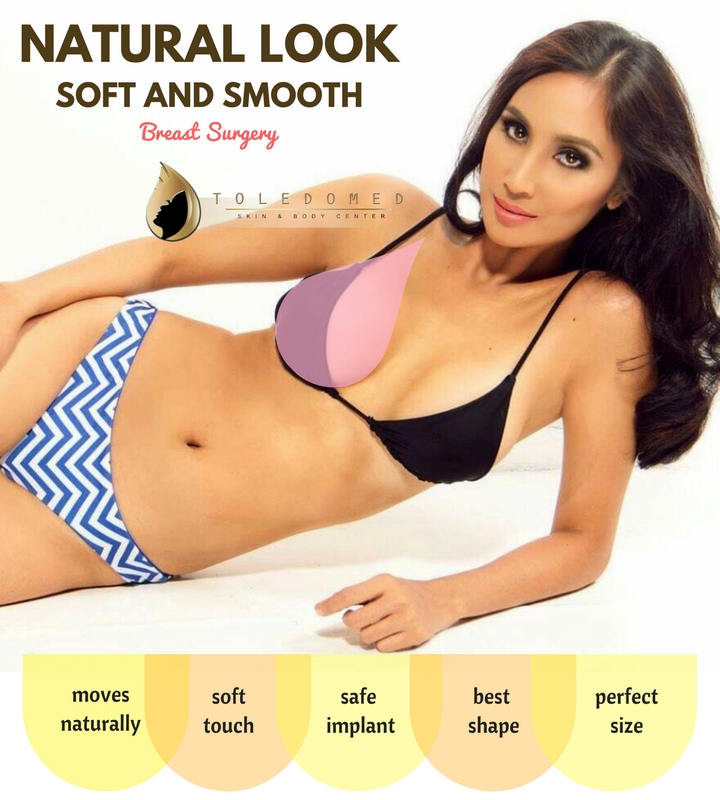 NATURAL LOOK
SOFT AND SMOOTH
Breast Surgery
TOLEDOMED
SKIN & BODY CENTER
moves
naturally
soft
touch
safe
implant
best
shape
perfect
size